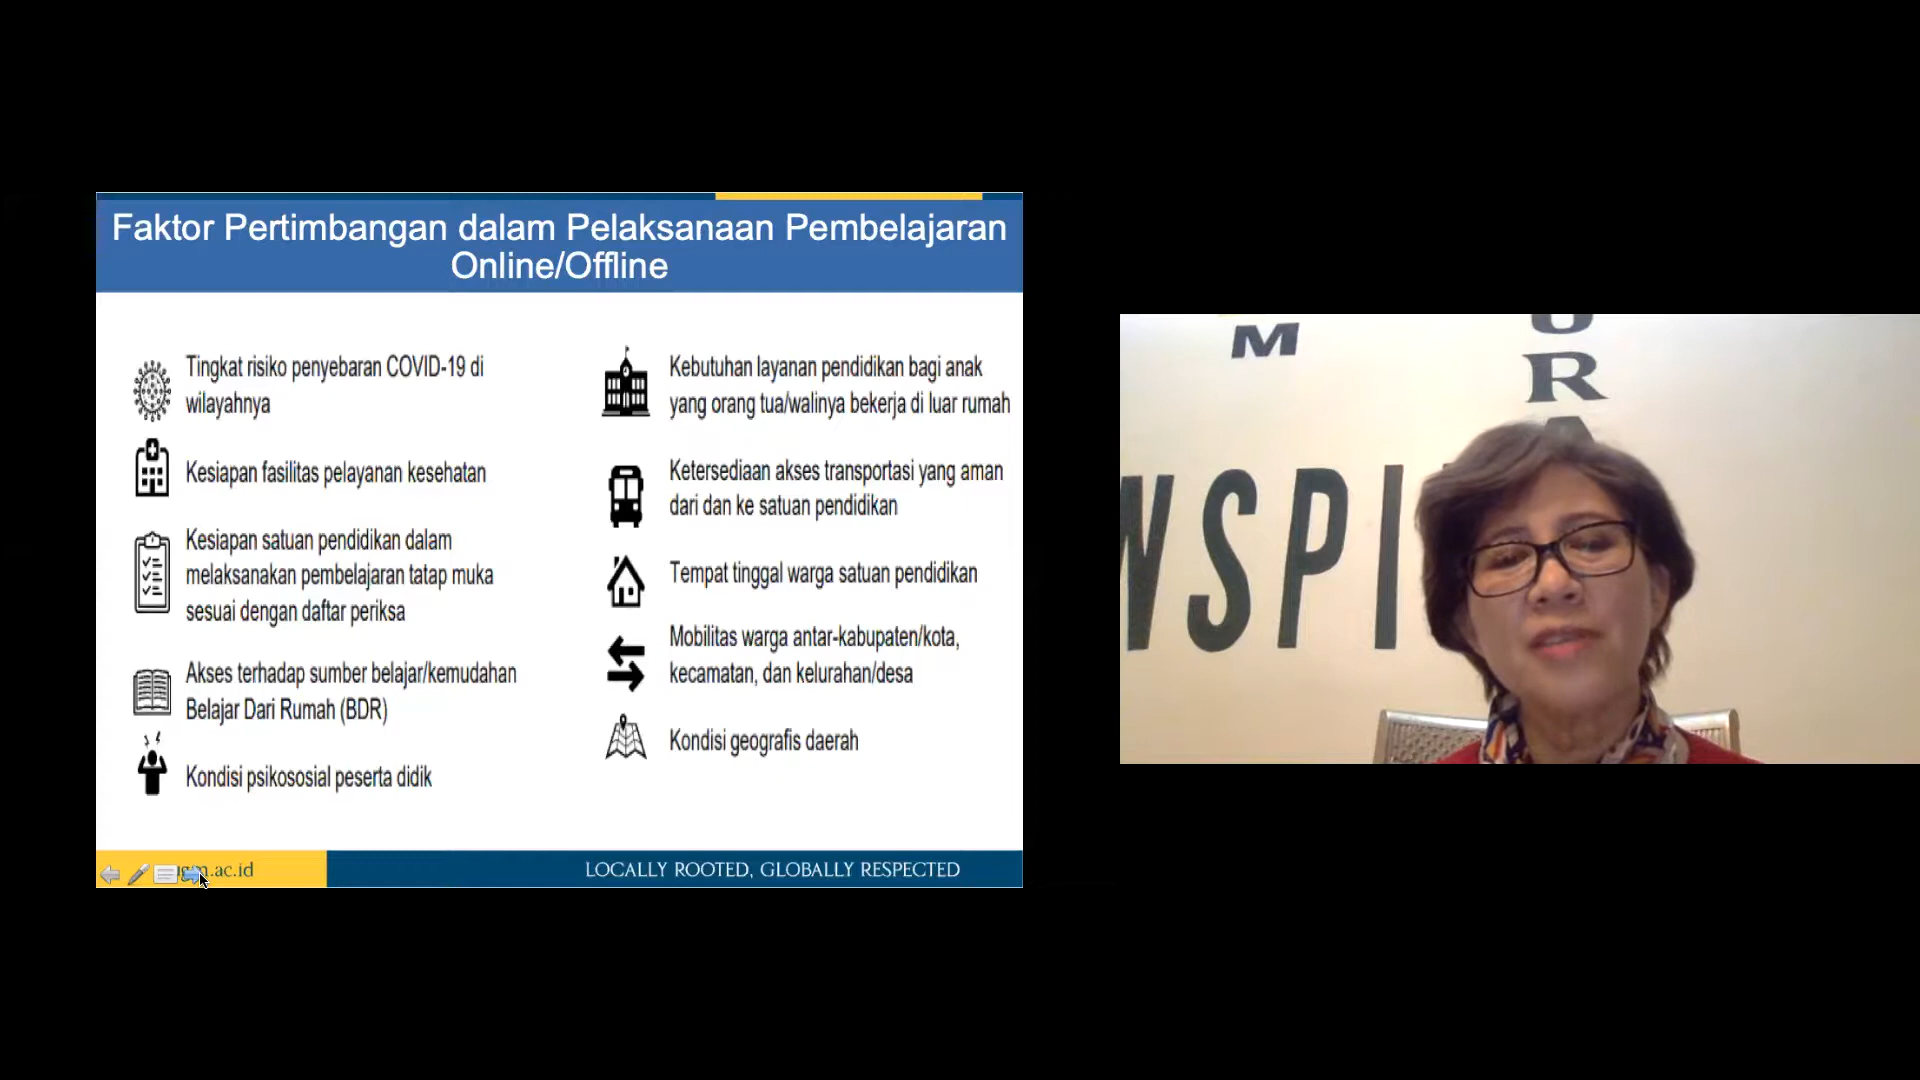 Faktor Pertimbangan dalam Pelaksanaan Pembelajaran
Online/Offline
Tingkat risiko penyebaran COVID-19 di
wilayahnya
Kesiapan fasilitas pelayanan kesehatan
Kesiapan satuan pendidikan dalam
melaksanakan pembelajaran tatap muka
sesuai dengan daftar periksa
Akses terhadap sumber belajar/kemudahan
Belajar Dari Rumah (BDR)
Kondisi psikososial peserta didik
Kebutuhan layanan pendidikan bagi anak
yang orang tua/walinya bekerja di luar rumah
Ketersediaan akses transportasi yang aman
dari dan ke satuan pendidikan
Tempat tinggal warga satuan pendidikan
Mobilitas warga antar-kabupaten/kota,
kecamatan, dan kelurahan/desa
Kondisi geografis daerah
ugm.ac.id
LOCALLY ROOTED, GLOBALLY RESPECTED
M
URA
NSPI